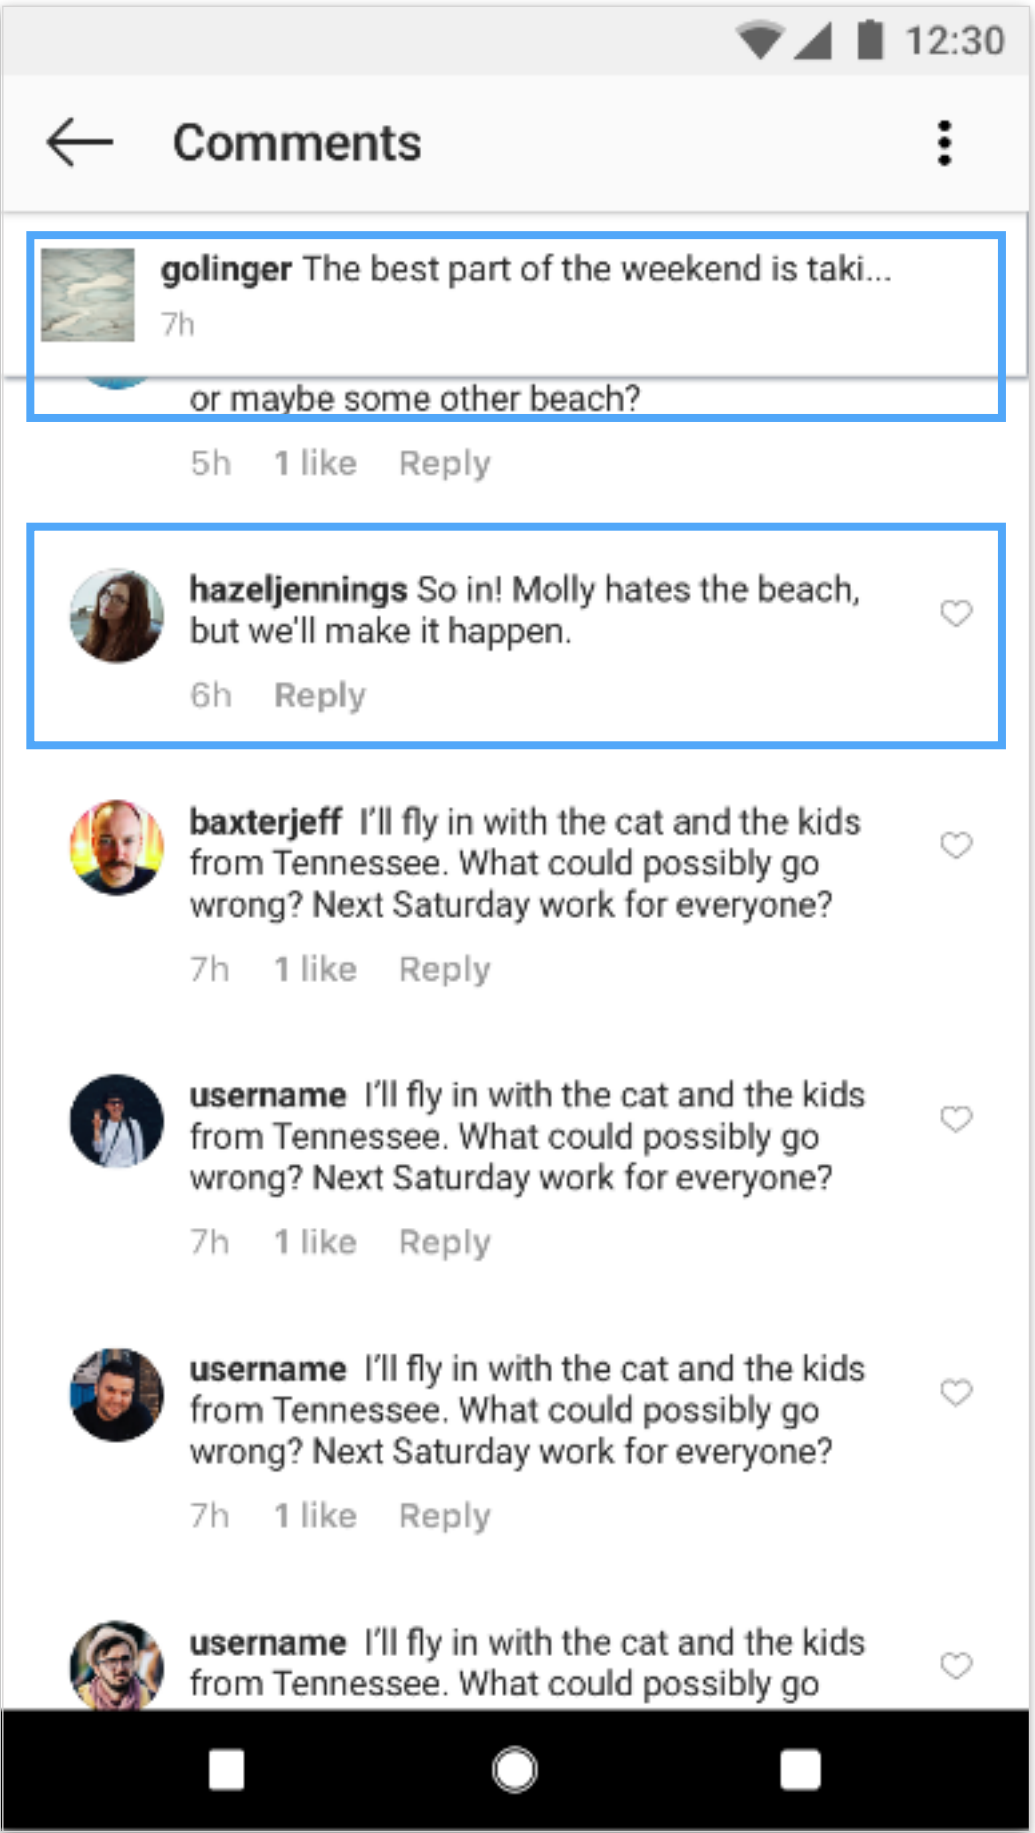 12:30
Comments
golinger The best part of the weekend is taki...
7h
or maybe some other beach?
5h 1 like Reply
hazeljennings So in! Molly hates the beach,
but we'll make it happen.
6h Reply
baxterjeff I’ll fly in with the cat and the kids
from Tennessee. What could possibly go
wrong? Next Saturday work for everyone?
7h 1 like Reply
username I’ll fly in with the cat and the kids
from Tennessee. What could possibly go
wrong? Next Saturday work for everyone?
7h 1 like Reply
username I’ll fly in with the cat and the kids
from Tennessee. What could possibly go
wrong? Next Saturday work for everyone?
7h 1 like Reply
username I’ll fly in with the cat and the kids
from Tennessee. What could possibly go